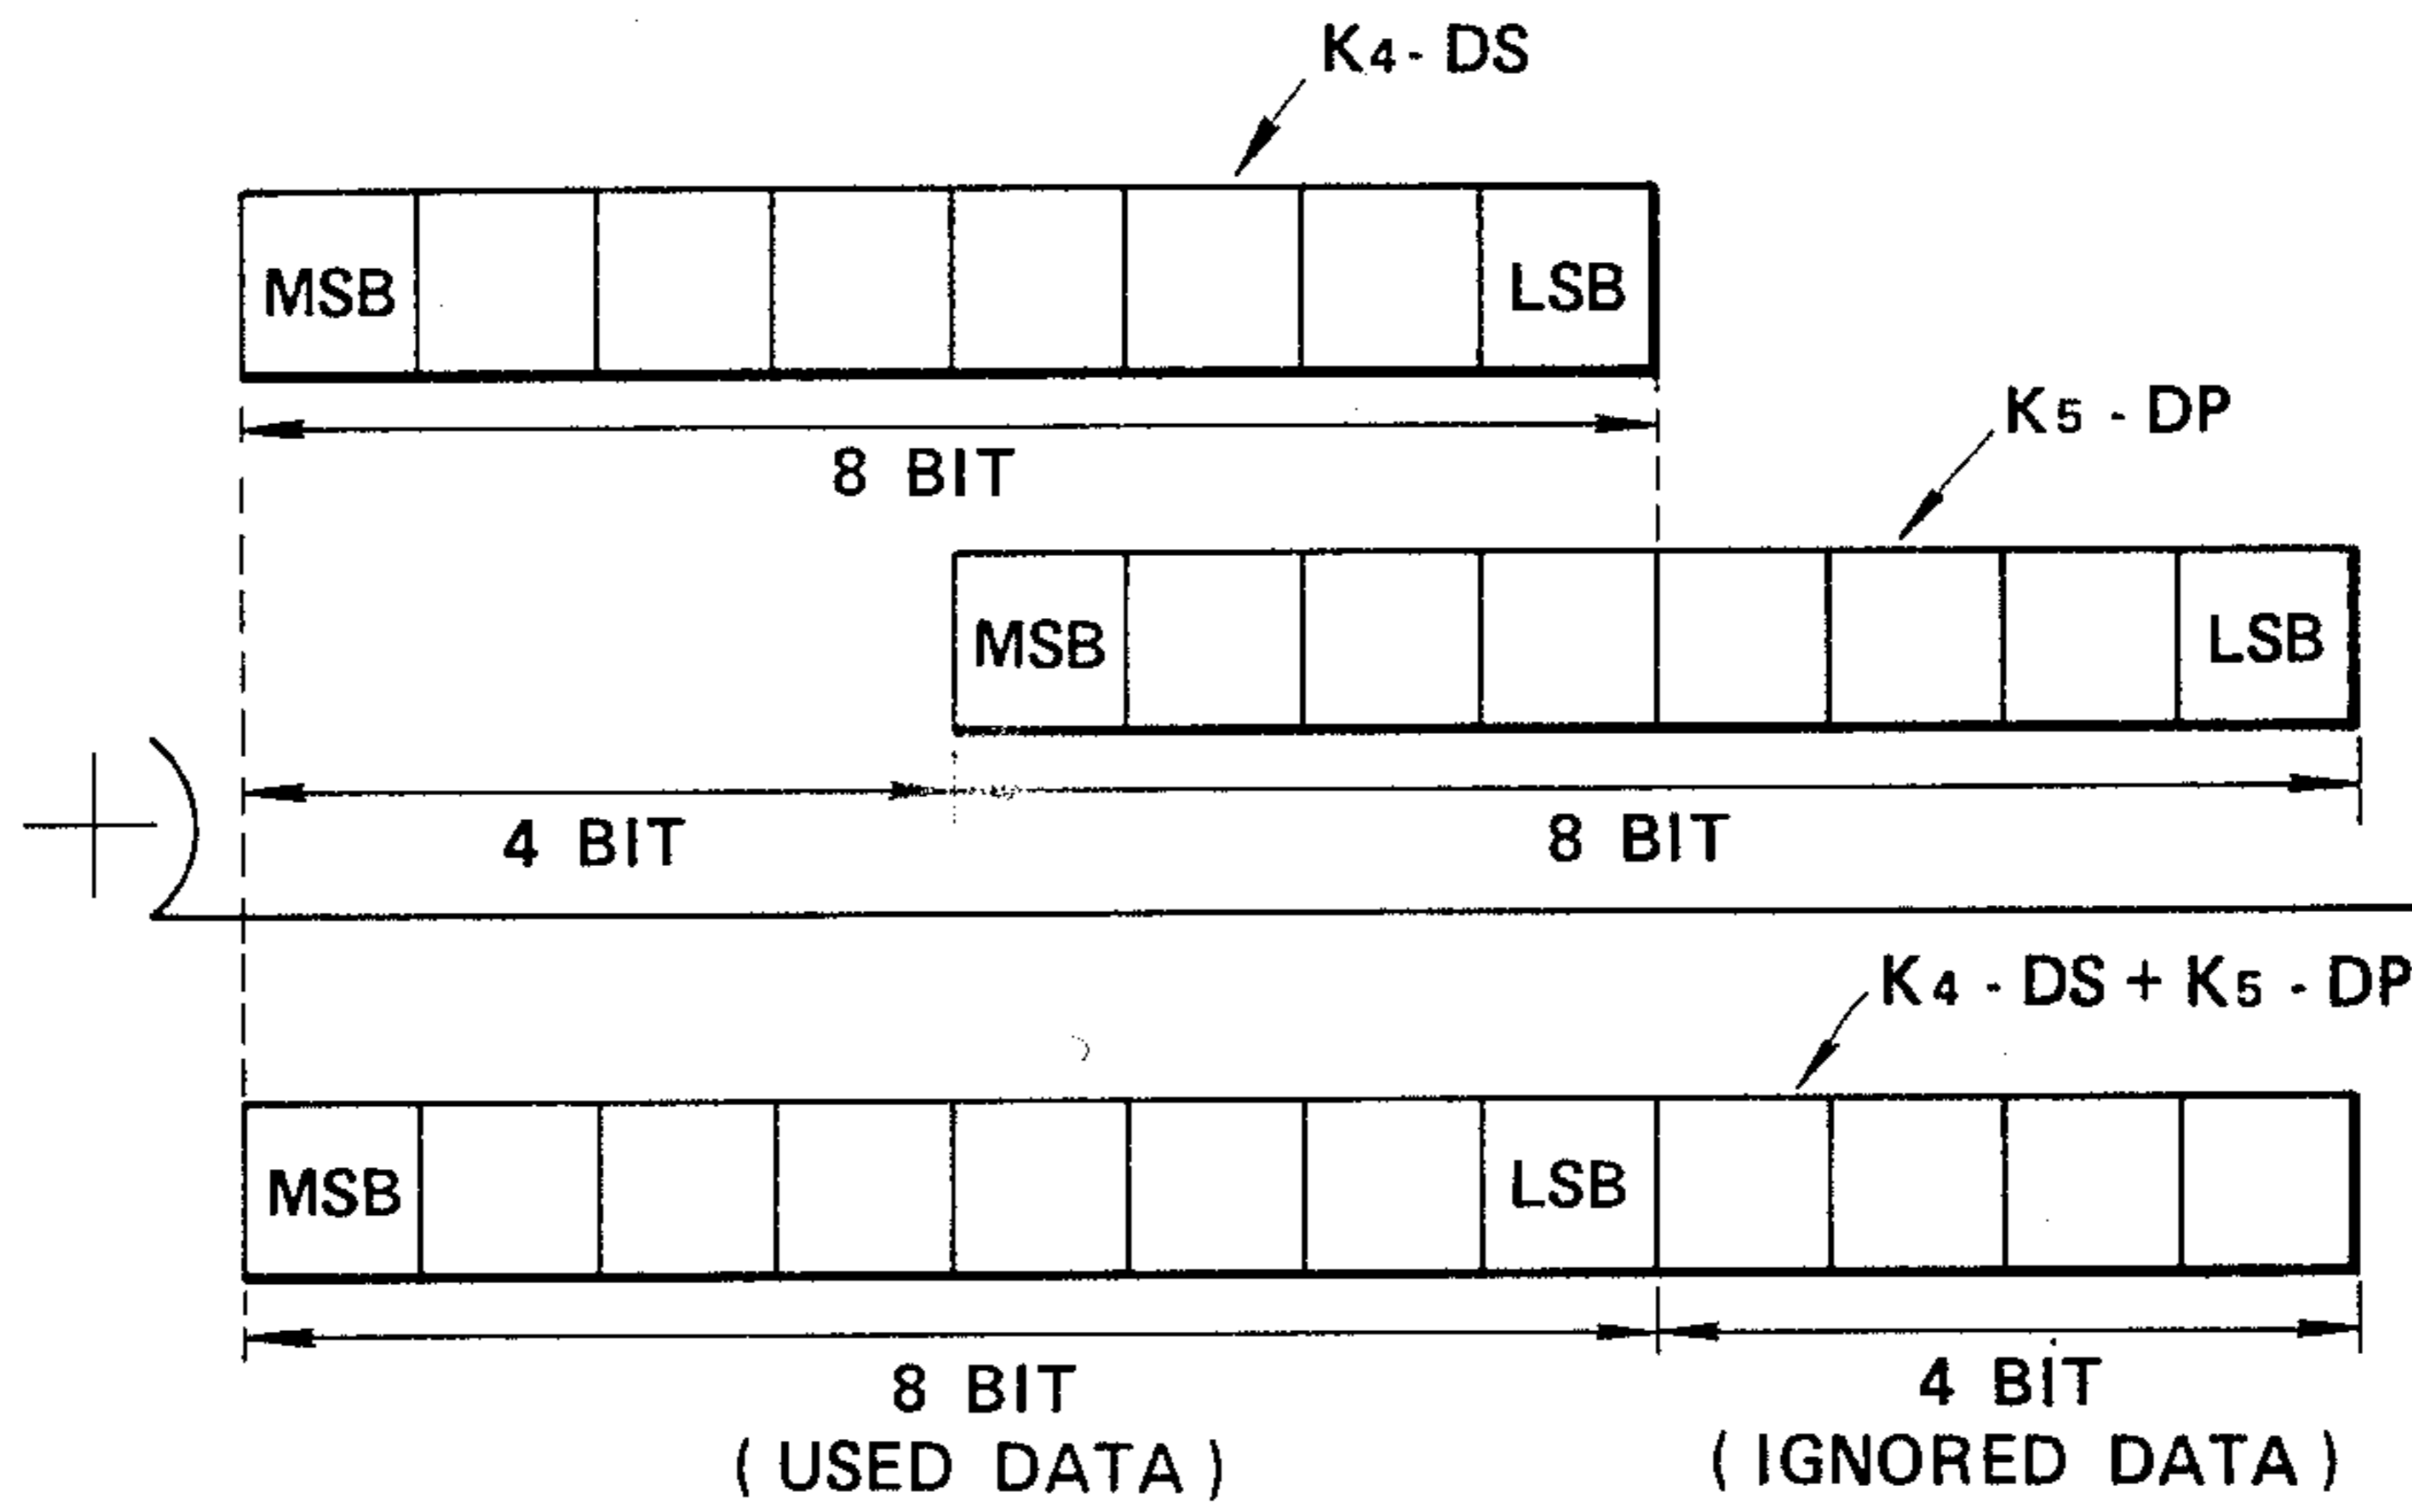 K4 - DS
MSB LSB
8 BIT
K5 - DP
MSB LSB
4 BIT 8 BIT
+
K4 - DS + K5 - DP
MSB LSB
8 BIT 4 BIT
( USED DATA ) ( IGNORED DATA )